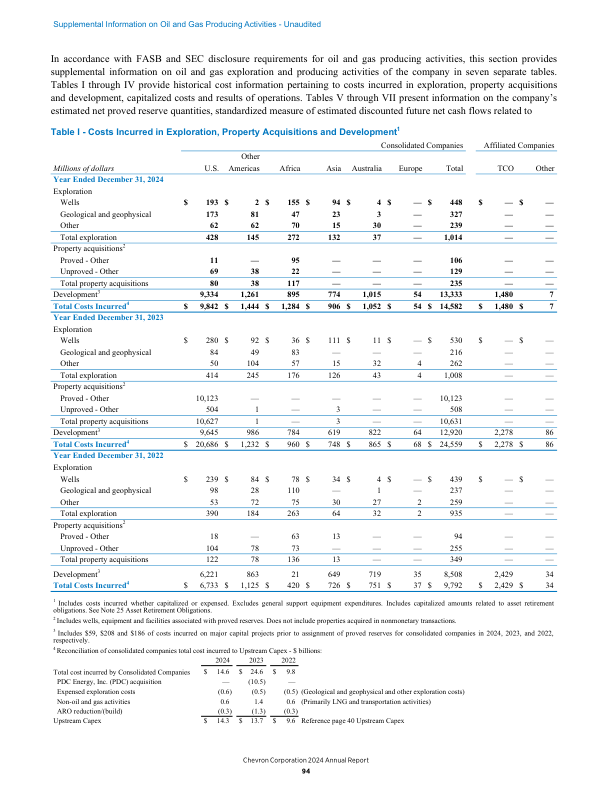 Supplemental Information on Oil and Gas Producing Activities - Unaudited
In accordance with FASB and SEC disclosure requirements for oil and gas producing activities, this section provides
supplemental information on oil and gas exploration and producing activities of the company in seven separate tables.
Tables I through IV provide historical cost information pertaining to costs incurred in exploration, property acquisitions
and development, capitalized costs and results of operations. Tables V through VII present information on the company's
estimated net proved reserve quantities, standardized measure of estimated discounted future net cash flows related to
Table I - Costs Incurred in Exploration, Property Acquisitions and Development1
Consolidated Companies Affiliated Companies
Other
Millions of dollars U.S. Americas Africa Asia Australia Europe Total TCO Other
Year Ended December 31, 2024
Exploration
Wells $ 193 $ 2 $ 155 $ 94 $ 4 $ — $ 448 $ — $ —
Geological and geophysical 173 81 47 23 3 — 327 — —
Other 62 62 70 15 30 — 239 — —
Total exploration 428 145 272 132 37 — 1,014 — —
Property acquisitions2
Proved - Other 11 — 95 — — — 106 — —
Unproved - Other 69 38 22 — — — 129 — —
Total property acquisitions 80 38 117 — — — 235 — —
Development3 9,334 1,261 895 774 1,015 54 13,333 1,480 7
Total Costs Incurred4 $ 9,842 $ 1,444 $ 1,284 $ 906 $ 1,052 $ 54 $ 14,582 $ 1,480 $ 7
Year Ended December 31, 2023
Exploration
Wells $ 280 $ 92 $ 36 $ 111 $ 11 $ — $ 530 $ — $ —
Geological and geophysical 84 49 83 — — — 216 — —
Other 50 104 57 15 32 4 262 — —
Total exploration 414 245 176 126 43 4 1,008 — —
Property acquisitions2
Proved - Other 10,123 — — — — — 10,123 — —
Unproved - Other 504 1 — 3 — — 508 — —
Total property acquisitions 10,627 1 — 3 — — 10,631 — —
Development3 9,645 986 784 619 822 64 12,920 2,278 86
Total Costs Incurred4 $ 20,686 $ 1,232 $ 960 $ 748 $ 865 $ 68 $ 24,559 $ 2,278 $ 86
Year Ended December 31, 2022
Exploration
Wells $ 239 $ 84 $ 78 $ 34 $ 4 $ — $ 439 $ — $ —
Geological and geophysical 98 28 110 — 1 — 237 — —
Other 53 72 75 30 27 2 259 — —
Total exploration 390 184 263 64 32 2 935 — —
Property acquisitions2
Proved - Other 18 — 63 13 — — 94 — —
Unproved - Other 104 78 73 — — — 255 — —
Total property acquisitions 122 78 136 13 — — 349 — —
Development3 6,221 863 21 649 719 35 8,508 2,429 34
Total Costs Incurred4 $ 6,733 $ 1,125 $ 420 $ 726 $ 751 $ 37 $ 9,792 $ 2,429 $ 34
1 Includes costs incurred whether capitalized or expensed. Excludes general support equipment expenditures. Includes capitalized amounts related to asset retirement
obligations. See Note 25 Asset Retirement Obligations.
2 Includes wells, equipment and facilities associated with proved reserves. Does not include properties acquired in nonmonetary transactions.
3 Includes $59, $208 and $186 of costs incurred on major capital projects prior to assignment of proved reserves for consolidated companies in 2024, 2023, and 2022,
respectively.
4 Reconciliation of consolidated companies total cost incurred to Upstream Capex - $ billions:
2024 2023 2022
Total cost incurred by Consolidated Companies $ 14.6 $ 24.6 $ 9.8
PDC Energy, Inc. (PDC) acquisition — (10.5) —
Expensed exploration costs (0.6) (0.5) (0.5) (Geological and geophysical and other exploration costs)
Non-oil and gas activities 0.6 1.4 0.6 (Primarily LNG and transportation activities)
ARO reduction/(build) (0.3) (1.3) (0.3)
Upstream Capex $ 14.3 $ 13.7 $ 9.6 Reference page 40 Upstream Capex
Chevron Corporation 2024 Annual Report
94